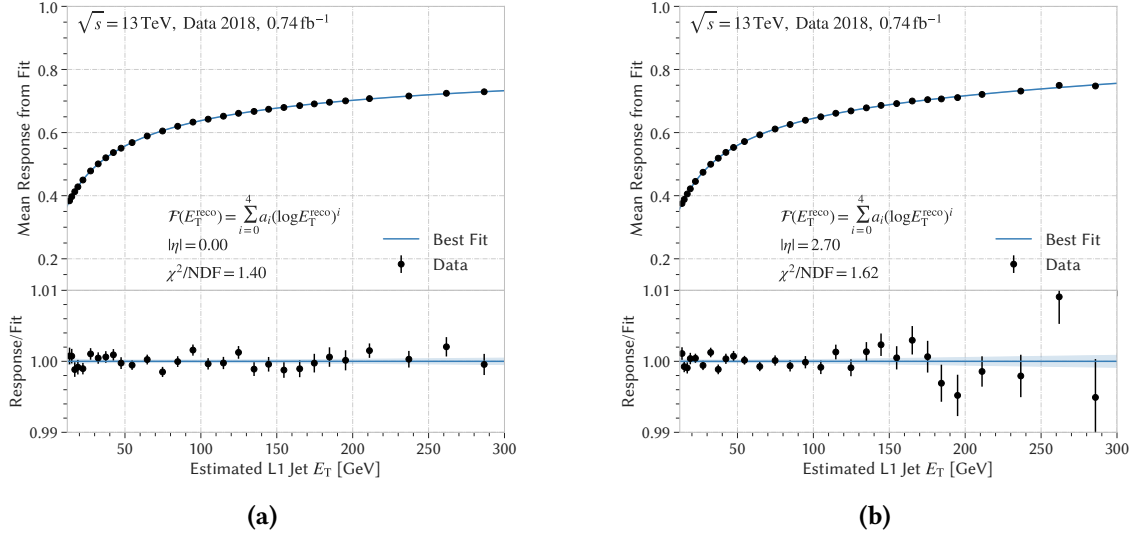 √s = 13 TeV, Data 2018, 0.74 fb⁻¹
Mean Response from Fit
1.0
0.8
0.6
0.4
0.2
F(E_T^reco) = ∑_{i=0}^{4} a_i(log E_T^reco)^i
|η| = 0.00
χ²/NDF = 1.40
Best Fit
Data
Response/Fit
1.01
1.00
0.99
50 100 150 200 250 300
Estimated L1 Jet E_T [GeV]
(a)
√s = 13 TeV, Data 2018, 0.74 fb⁻¹
Mean Response from Fit
1.0
0.8
0.6
0.4
0.2
F(E_T^reco) = ∑_{i=0}^{4} a_i(log E_T^reco)^i
|η| = 2.70
χ²/NDF = 1.62
Best Fit
Data
Response/Fit
1.01
1.00
0.99
50 100 150 200 250 300
Estimated L1 Jet E_T [GeV]
(b)